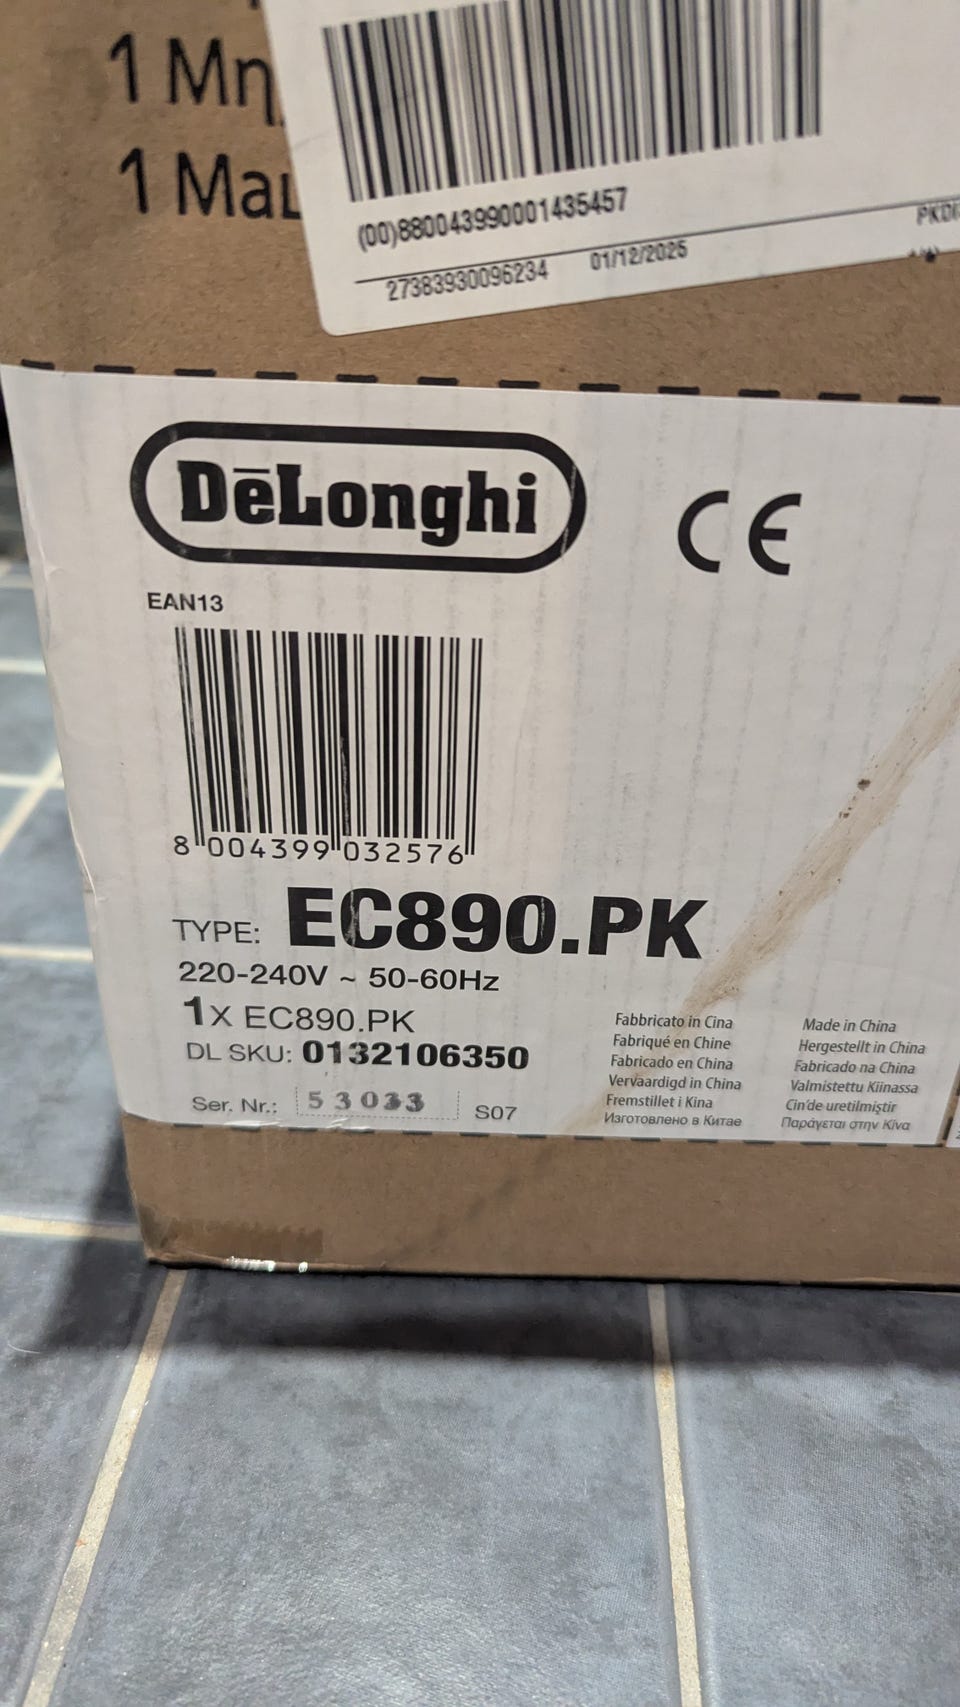 1 Μη
1 Μαι
(00)880043990001435457
27383930096234 01/12/2025
DēLonghi CE
EAN13
8 004399 032576
TYPE: EC890.PK
220-240V ~ 50-60Hz
1X EC890.PK
DL SKU: 0132106350
Ser. Nr.: 53033 S07
Fabbricato in Cina
Fabriqué en Chine
Fabricado en China
Vervaardigd in China
Fremstillet i Kina
Изготовлено в Китае
Made in China
Hergestellt in China
Fabricado na China
Valmistettu Kiinassa
Cin'de uretilmiştir
Παράγεται στην Κίνα